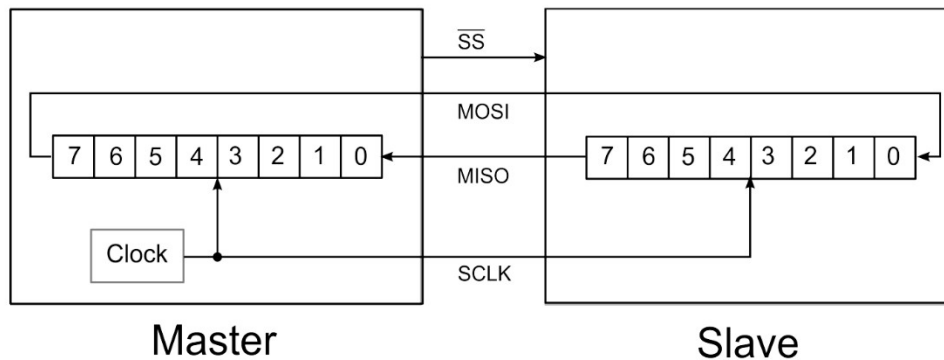 SS
MOSI
7 6 5 4 3 2 1 0
MISO
7 6 5 4 3 2 1 0
Clock
SCLK
Master
Slave